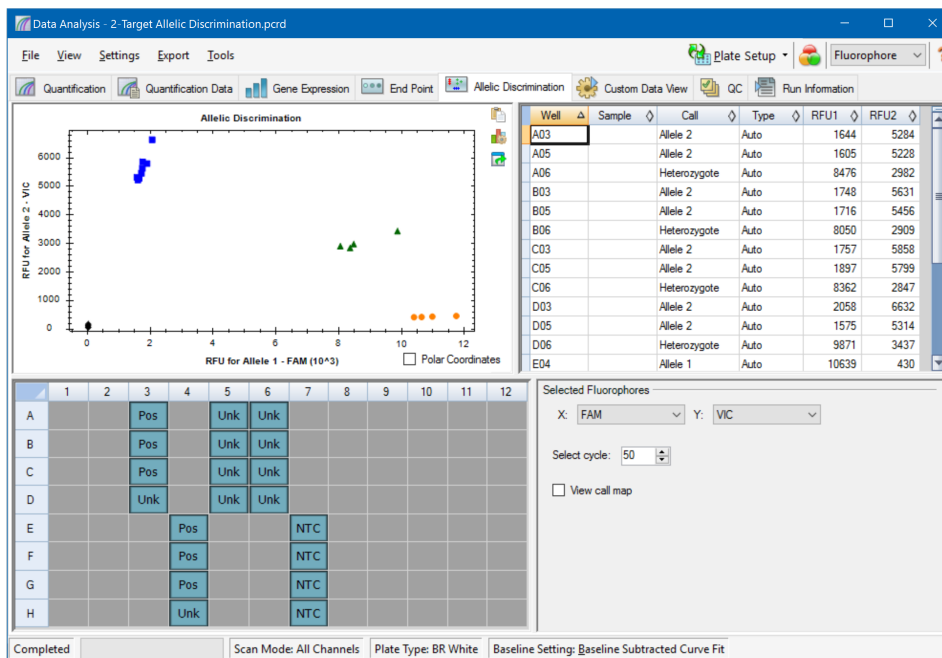 Data Analysis - 2-Target Allelic Discrimination.pcrd
File View Settings Export Tools Plate Setup Fluorophore
Quantification Quantification Data Gene Expression End Point Allelic Discrimination Custom Data View QC Run Information
Allelic Discrimination
RFU for Allele 2 - VIC
6000
5000
4000
3000
2000
1000
0
0 2 4 6 8 10 12
RFU for Allele 1 - FAM (10^3)
Polar Coordinates
Well Sample Call Type RFU1 RFU2
A03 Allele 2 Auto 1644 5284
A05 Allele 2 Auto 1605 5228
A06 Heterozygote Auto 8476 2982
B03 Allele 2 Auto 1748 5631
B05 Allele 2 Auto 1716 5456
B06 Heterozygote Auto 8050 2909
C03 Allele 2 Auto 1757 5858
C05 Allele 2 Auto 1897 5799
C06 Heterozygote Auto 8362 2847
D03 Allele 2 Auto 2058 6632
D05 Allele 2 Auto 1575 5314
D06 Heterozygote Auto 9871 3437
E04 Allele 1 Auto 10639 430
1 2 3 4 5 6 7 8 9 10 11 12
A Pos Unk Unk
B Pos Unk Unk
C Pos Unk Unk
D Unk Unk Unk
E Pos NTC
F Pos NTC
G Pos NTC
H Unk NTC
Selected Fluorophores
X: FAM Y: VIC
Select cycle: 50
View call map
Completed Scan Mode: All Channels Plate Type: BR White Baseline Setting: Baseline Subtracted Curve Fit